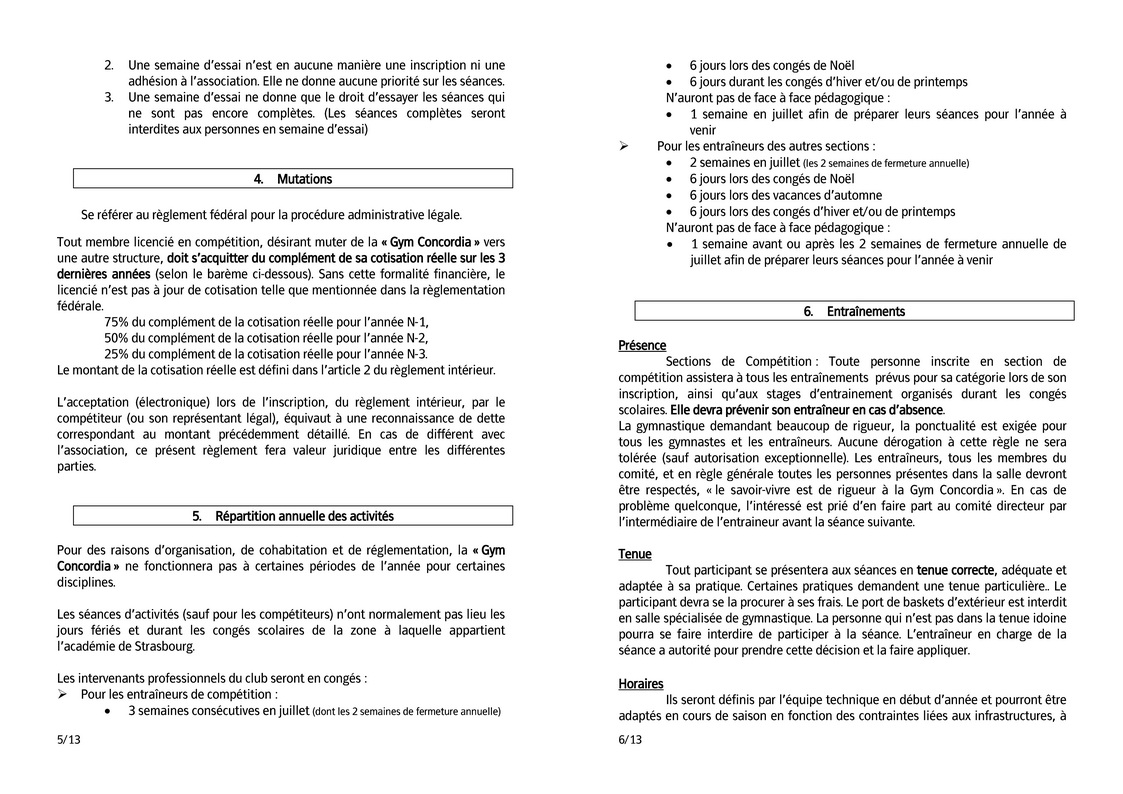 2. Une semaine d'essai n'est en aucune manière une inscription ni une
adhésion à l'association. Elle ne donne aucune priorité sur les séances.
3. Une semaine d'essai ne donne que le droit d'essayer les séances qui
ne sont pas encore complètes. (Les séances complètes seront
interdites aux personnes en semaine d'essai)
4. Mutations
Se référer au règlement fédéral pour la procédure administrative légale.
Tout membre licencié en compétition, désirant muter de la « Gym Concordia » vers
une autre structure, doit s'acquitter du complément de sa cotisation réelle sur les 3
dernières années (selon le barème ci-dessous). Sans cette formalité financière, le
licencié n'est pas à jour de cotisation telle que mentionnée dans la règlementation
fédérale.
75% du complément de la cotisation réelle pour l'année N-1,
50% du complément de la cotisation réelle pour l'année N-2,
25% du complément de la cotisation réelle pour l'année N-3.
Le montant de la cotisation réelle est défini dans l'article 2 du règlement intérieur.
L'acceptation (électronique) lors de l'inscription, du règlement intérieur, par le
compétiteur (ou son représentant légal), équivaut à une reconnaissance de dette
correspondant au montant précédemment détaillé. En cas de différent avec
l'association, ce présent règlement fera valeur juridique entre les différentes
parties.
5. Répartition annuelle des activités
Pour des raisons d'organisation, de cohabitation et de réglementation, la « Gym
Concordia » ne fonctionnera pas à certaines périodes de l'année pour certaines
disciplines.
Les séances d'activités (sauf pour les compétiteurs) n'ont normalement pas lieu les
jours fériés et durant les congés scolaires de la zone à laquelle appartient
l'académie de Strasbourg.
Les intervenants professionnels du club seront en congés :
➢ Pour les entraîneurs de compétition :
• 3 semaines consécutives en juillet (dont les 2 semaines de fermeture annuelle)
5/13
• 6 jours lors des congés de Noël
• 6 jours durant les congés d'hiver et/ou de printemps
N'auront pas de face à face pédagogique :
• 1 semaine en juillet afin de préparer leurs séances pour l'année à
venir
➢ Pour les entraîneurs des autres sections :
• 2 semaines en juillet (les 2 semaines de fermeture annuelle)
• 6 jours lors des congés de Noël
• 6 jours lors des vacances d'automne
• 6 jours lors des congés d'hiver et/ou de printemps
N'auront pas de face à face pédagogique :
• 1 semaine avant ou après les 2 semaines de fermeture annuelle de
juillet afin de préparer leurs séances pour l'année à venir
6. Entraînements
Présence
Sections de Compétition : Toute personne inscrite en section de
compétition assistera à tous les entraînements prévus pour sa catégorie lors de son
inscription, ainsi qu'aux stages d'entrainement organisés durant les congés
scolaires. Elle devra prévenir son entraîneur en cas d'absence.
La gymnastique demandant beaucoup de rigueur, la ponctualité est exigée pour
tous les gymnastes et les entraîneurs. Aucune dérogation à cette règle ne sera
tolérée (sauf autorisation exceptionnelle). Les entraîneurs, tous les membres du
comité, et en règle générale toutes les personnes présentes dans la salle devront
être respectés, « le savoir-vivre est de rigueur à la Gym Concordia ». En cas de
problème quelconque, l'intéressé est prié d'en faire part au comité directeur par
l'intermédiaire de l'entraineur avant la séance suivante.
Tenue
Tout participant se présentera aux séances en tenue correcte, adéquate et
adaptée à sa pratique. Certaines pratiques demandent une tenue particulière.. Le
participant devra se la procurer à ses frais. Le port de baskets d'extérieur est interdit
en salle spécialisée de gymnastique. La personne qui n'est pas dans la tenue idoine
pourra se faire interdire de participer à la séance. L'entraîneur en charge de la
séance a autorité pour prendre cette décision et la faire appliquer.
Horaires
Ils seront définis par l'équipe technique en début d'année et pourront être
adaptés en cours de saison en fonction des contraintes liées aux infrastructures, à
6/13